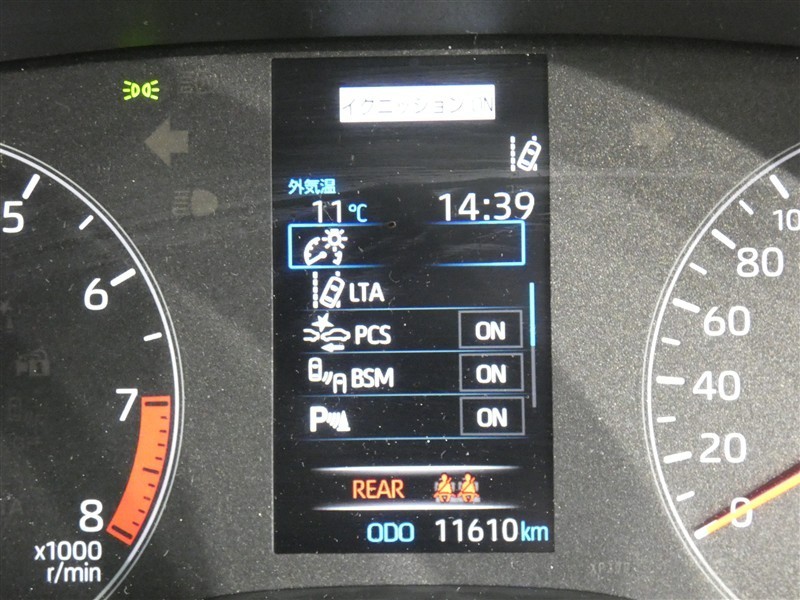 イグニッションON
外気温
11℃ 14:39
LTA
PCS ON
BSM ON
P ON
REAR
ODO 11610km
5
6
7
8
x1000
r/min
100
80
60
40
20
0